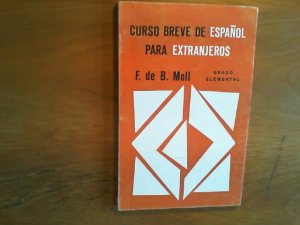 CURSO BREVE DE ESPAÑOL
PARA EXTRANJEROS
F. de B. Moll
GRADO
ELEMENTAL